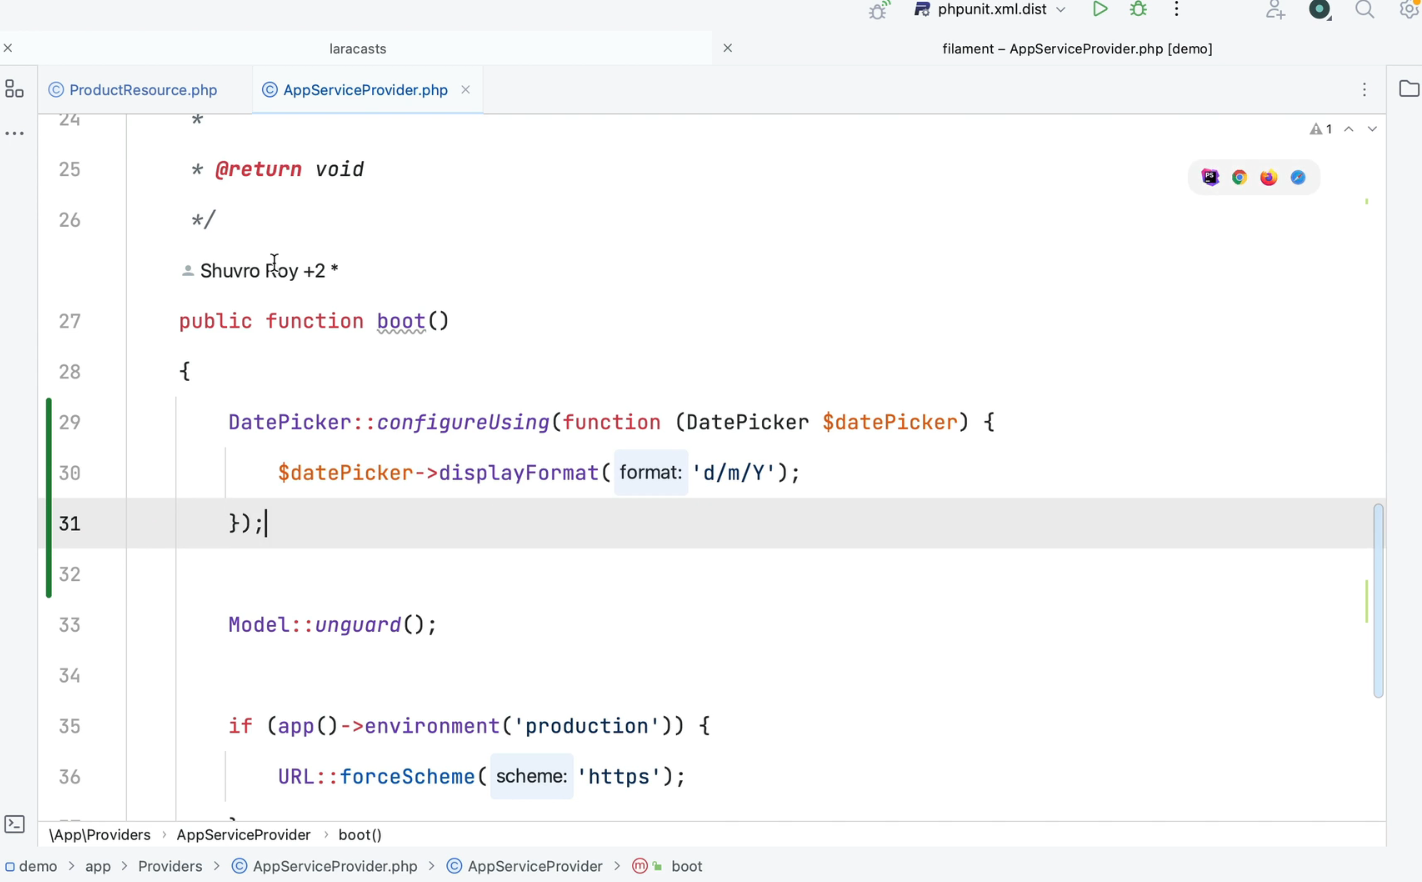 phpunit.xml.dist
laracasts
filament – AppServiceProvider.php [demo]
ProductResource.php
AppServiceProvider.php
24 *
1
25 * @return void
26 */
Shuvro Roy +2 *
27 public function boot()
28 {
29 DatePicker::configureUsing(function (DatePicker $datePicker) {
30 $datePicker->displayFormat( format: 'd/m/Y');
31 });
32
33 Model::unguard();
34
35 if (app()->environment('production')) {
36 URL::forceScheme( scheme: 'https');
\App\Providers › AppServiceProvider › boot()
demo › app › Providers › AppServiceProvider.php › AppServiceProvider › boot